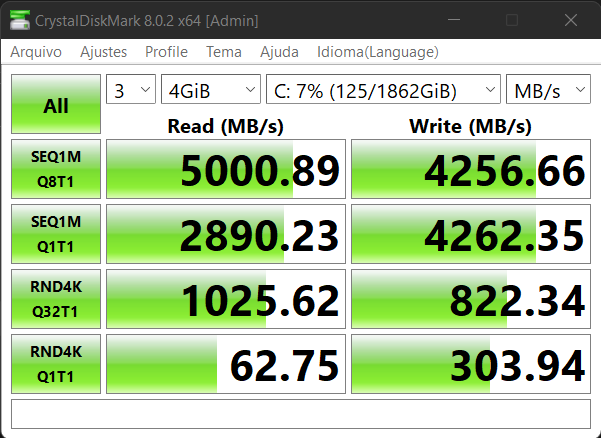 CrystalDiskMark 8.0.2 x64 [Admin]
Arquivo Ajustes Profile Tema Ajuda Idioma(Language)
All 3 4GiB C: 7% (125/1862GiB) MB/s
Read (MB/s) Write (MB/s)
SEQ1M
Q8T1
5000.89 4256.66
SEQ1M
Q1T1
2890.23 4262.35
RND4K
Q32T1
1025.62 822.34
RND4K
Q1T1
62.75 303.94